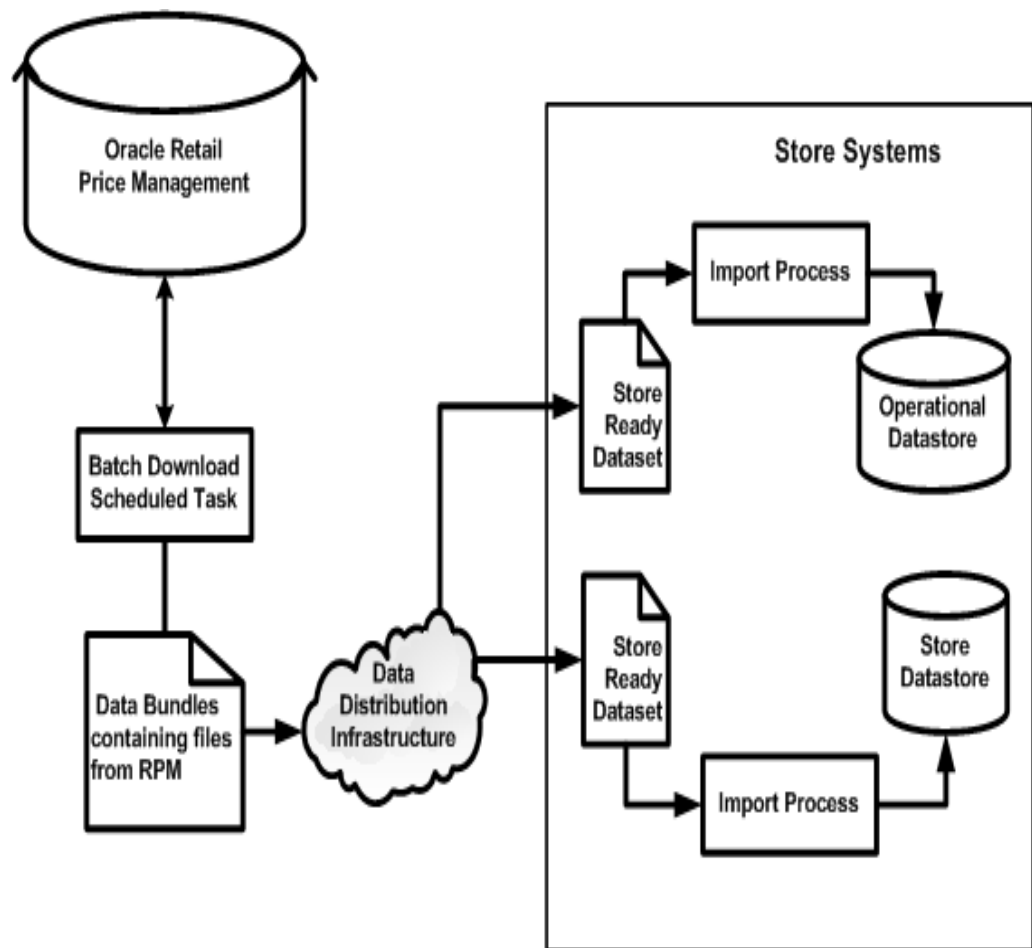 Oracle Retail
Price Management
Batch Download
Scheduled Task
Data Bundles
containing files
from RPM
Data
Distribution
Infrastructure
Store Systems
Store
Ready
Dataset
Import Process
Operational
Datastore
Store
Ready
Dataset
Import Process
Store
Datastore